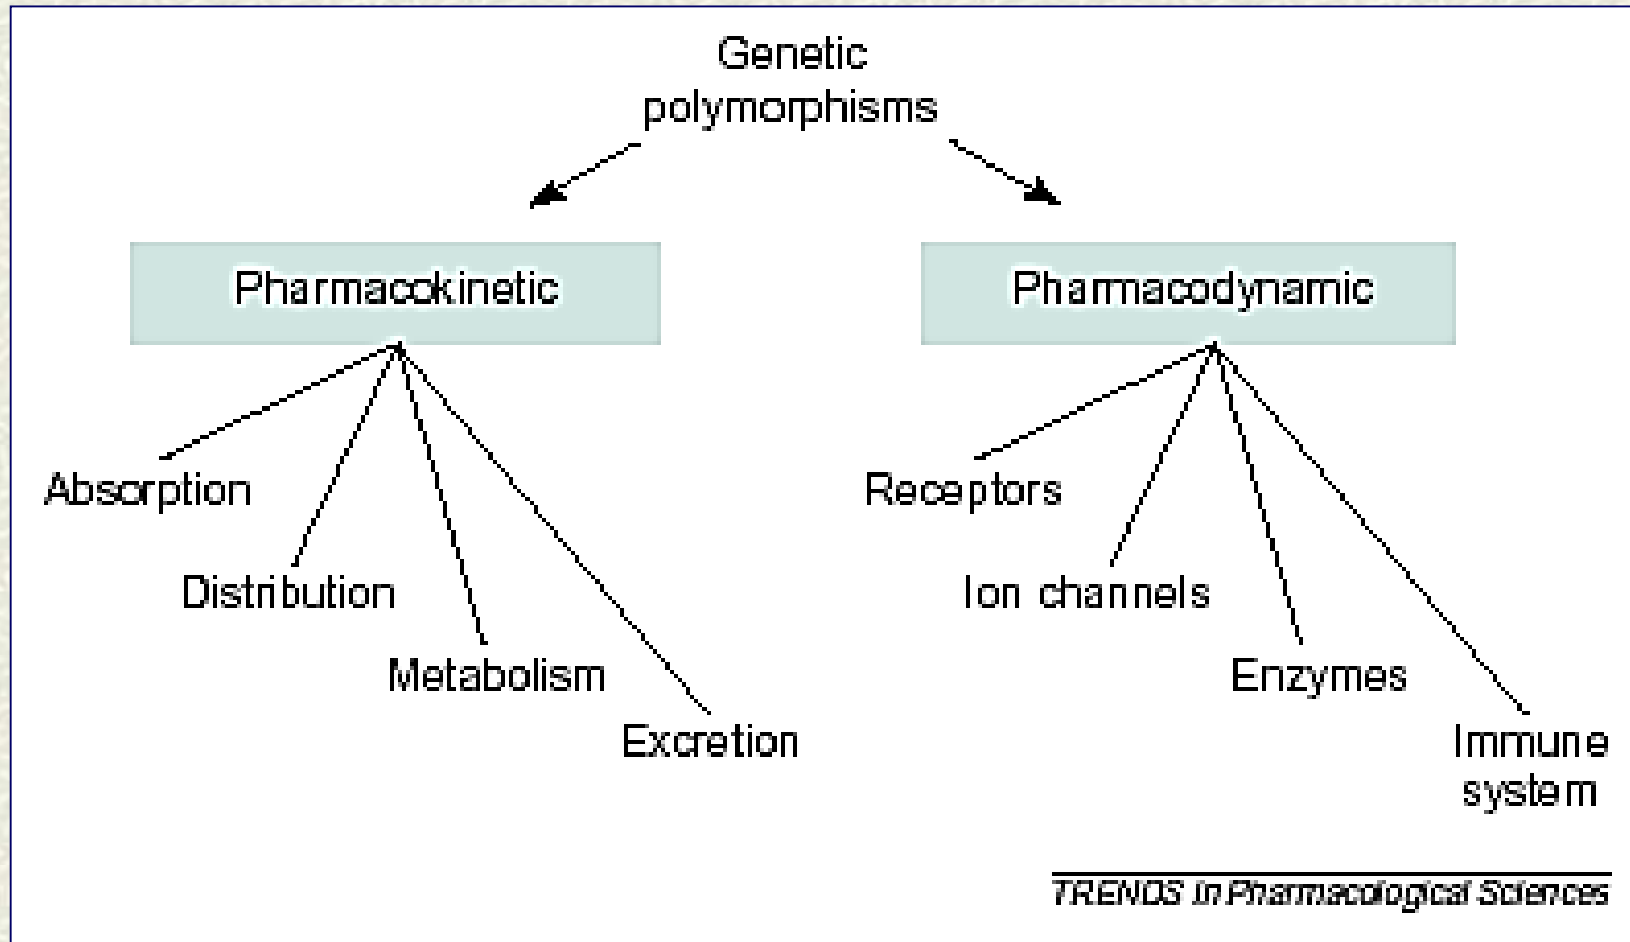 Genetic
polymorphisms
Pharmacokinetic
Pharmacodynamic
Absorption
Distribution
Metabolism
Excretion
Receptors
Ion channels
Enzymes
Immune
system
TRENDS in Pharmacological Sciences